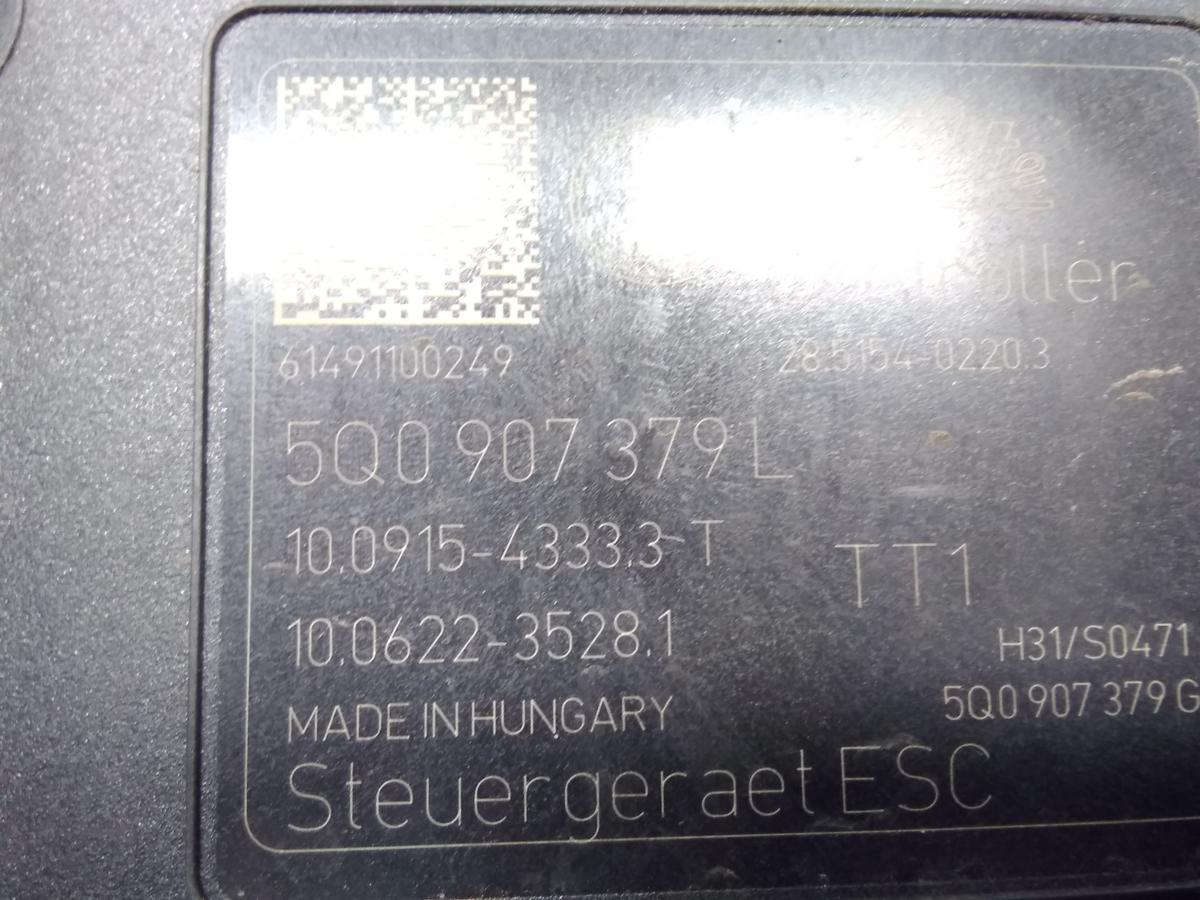 61491100249
28.5154-0220.3
5Q0 907 379 L
10.0915-4333.3 T
TT1
10.0622-3528.1
H31/S0471
MADE IN HUNGARY
5Q0 907 379 G
Steuergeraet ESC